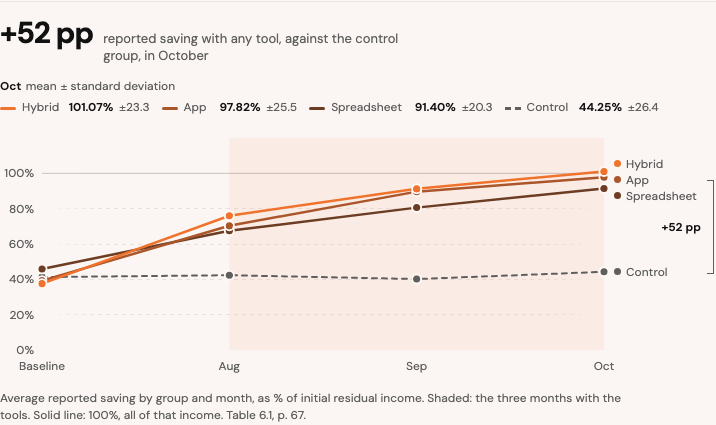 +52 pp reported saving with any tool, against the control
group, in October
Oct mean ± standard deviation
Hybrid 101.07% ±23.3 App 97.82% ±25.5 Spreadsheet 91.40% ±20.3 Control 44.25% ±26.4
100%
80%
60%
40%
20%
0%
Hybrid
App
Spreadsheet
+52 pp
Control
Baseline Aug Sep Oct
Average reported saving by group and month, as % of initial residual income. Shaded: the three months with the
tools. Solid line: 100%, all of that income. Table 6.1, p. 67.